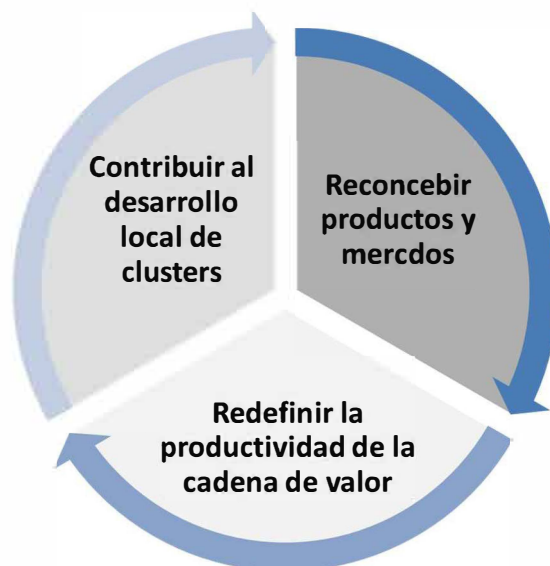 Contribuir al
desarrollo
local de
clusters
Reconcebir
productos y
mercdos
Redefinir la
productividad de la
cadena de valor